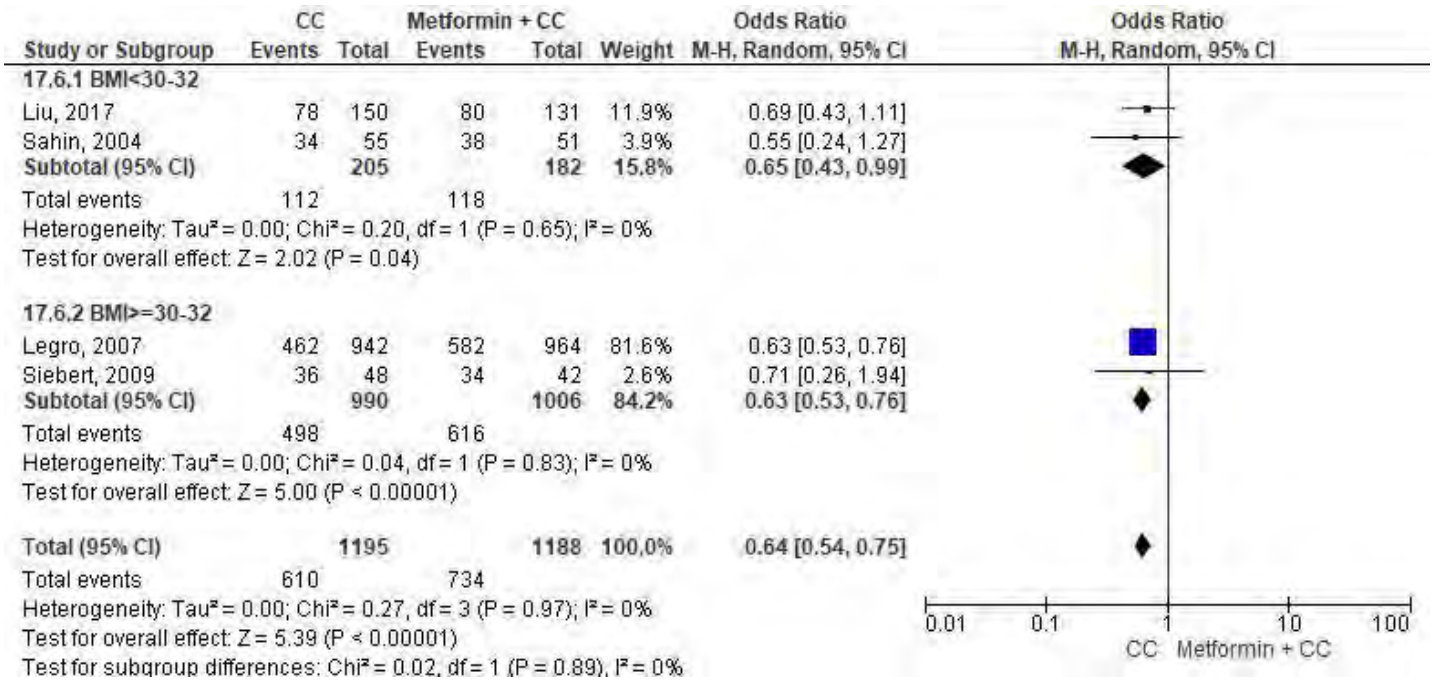 CC Metformin + CC Odds Ratio Odds Ratio
Study or Subgroup Events Total Events Total Weight M-H, Random, 95% CI M-H, Random, 95% CI
17.6.1 BMI<30-32
Liu, 2017 78 150 80 131 11.9% 0.69 [0.43, 1.11]
Sahin, 2004 34 55 38 51 3.9% 0.55 [0.24, 1.27]
Subtotal (95% CI) 205 182 15.8% 0.65 [0.43, 0.99]
Total events 112 118
Heterogeneity: Tau² = 0.00; Chi² = 0.20, df = 1 (P = 0.65); I² = 0%
Test for overall effect: Z = 2.02 (P = 0.04)
17.6.2 BMI>=30-32
Legro, 2007 462 942 582 964 81.6% 0.63 [0.53, 0.76]
Siebert, 2009 36 48 34 42 2.6% 0.71 [0.26, 1.94]
Subtotal (95% CI) 990 1006 84.2% 0.63 [0.53, 0.76]
Total events 498 616
Heterogeneity: Tau² = 0.00; Chi² = 0.04, df = 1 (P = 0.83); I² = 0%
Test for overall effect: Z = 5.00 (P < 0.00001)
Total (95% CI) 1195 1188 100.0% 0.64 [0.54, 0.75]
Total events 610 734
Heterogeneity: Tau² = 0.00; Chi² = 0.27, df = 3 (P = 0.97); I² = 0%
Test for overall effect: Z = 5.39 (P < 0.00001)
Test for subgroup differences: Chi² = 0.02, df = 1 (P = 0.89), I² = 0%
0.01 0.1 1 10 100
CC Metformin + CC